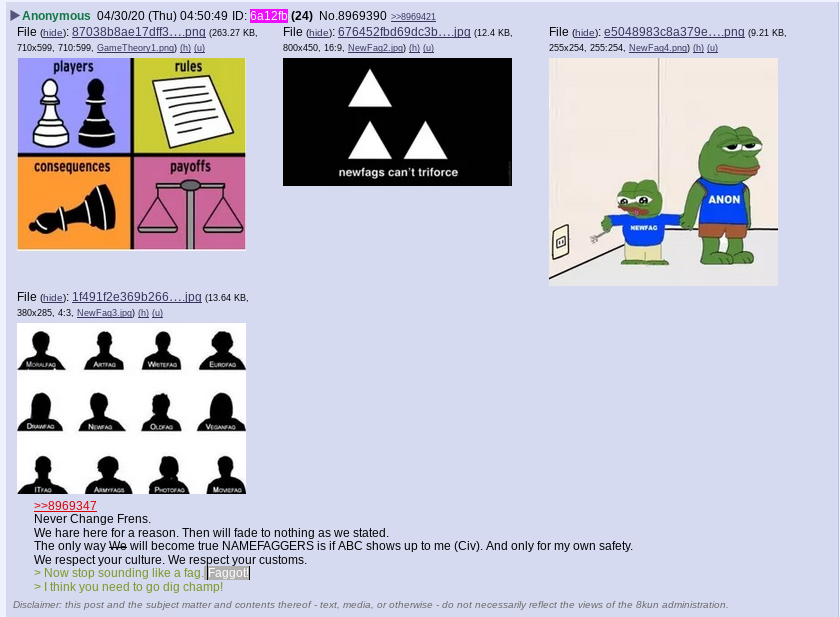 Anonymous 04/30/20 (Thu) 04:50:49 ID: 6a12fb (24) No.8969390 >>8969421
File (hide): 87038b8ae17dff3….png (263.27 KB, 710x599, 710:599, GameTheory1.png) (h) (u)
players
rules
consequences
payoffs
File (hide): 676452fbd69dc3b….jpg (12.4 KB, 800x450, 16:9, NewFag2.jpg) (h) (u)
newfags can't triforce
File (hide): e5048983c8a379e….png (9.21 KB, 255x254, 255:254, NewFag4.png) (h) (u)
NEWFAG
ANON
File (hide): 1f491f2e369b266….jpg (13.64 KB, 380x285, 4:3, NewFag3.jpg) (h) (u)
Moralfag Artfag Writefag Eurofag
Drawfag Newfag Oldfag Veganfag
ITfag Armyfags Photofag Moviefag
>>8969347
Never Change Frens.
We hare here for a reason. Then will fade to nothing as we stated.
The only way We will become true NAMEFAGGERS is if ABC shows up to me (Civ). And only for my own safety.
We respect your culture. We respect your customs.
> Now stop sounding like a fag. Faggot!
> I think you need to go dig champ!
Disclaimer: this post and the subject matter and contents thereof - text, media, or otherwise - do not necessarily reflect the views of the 8kun administration.